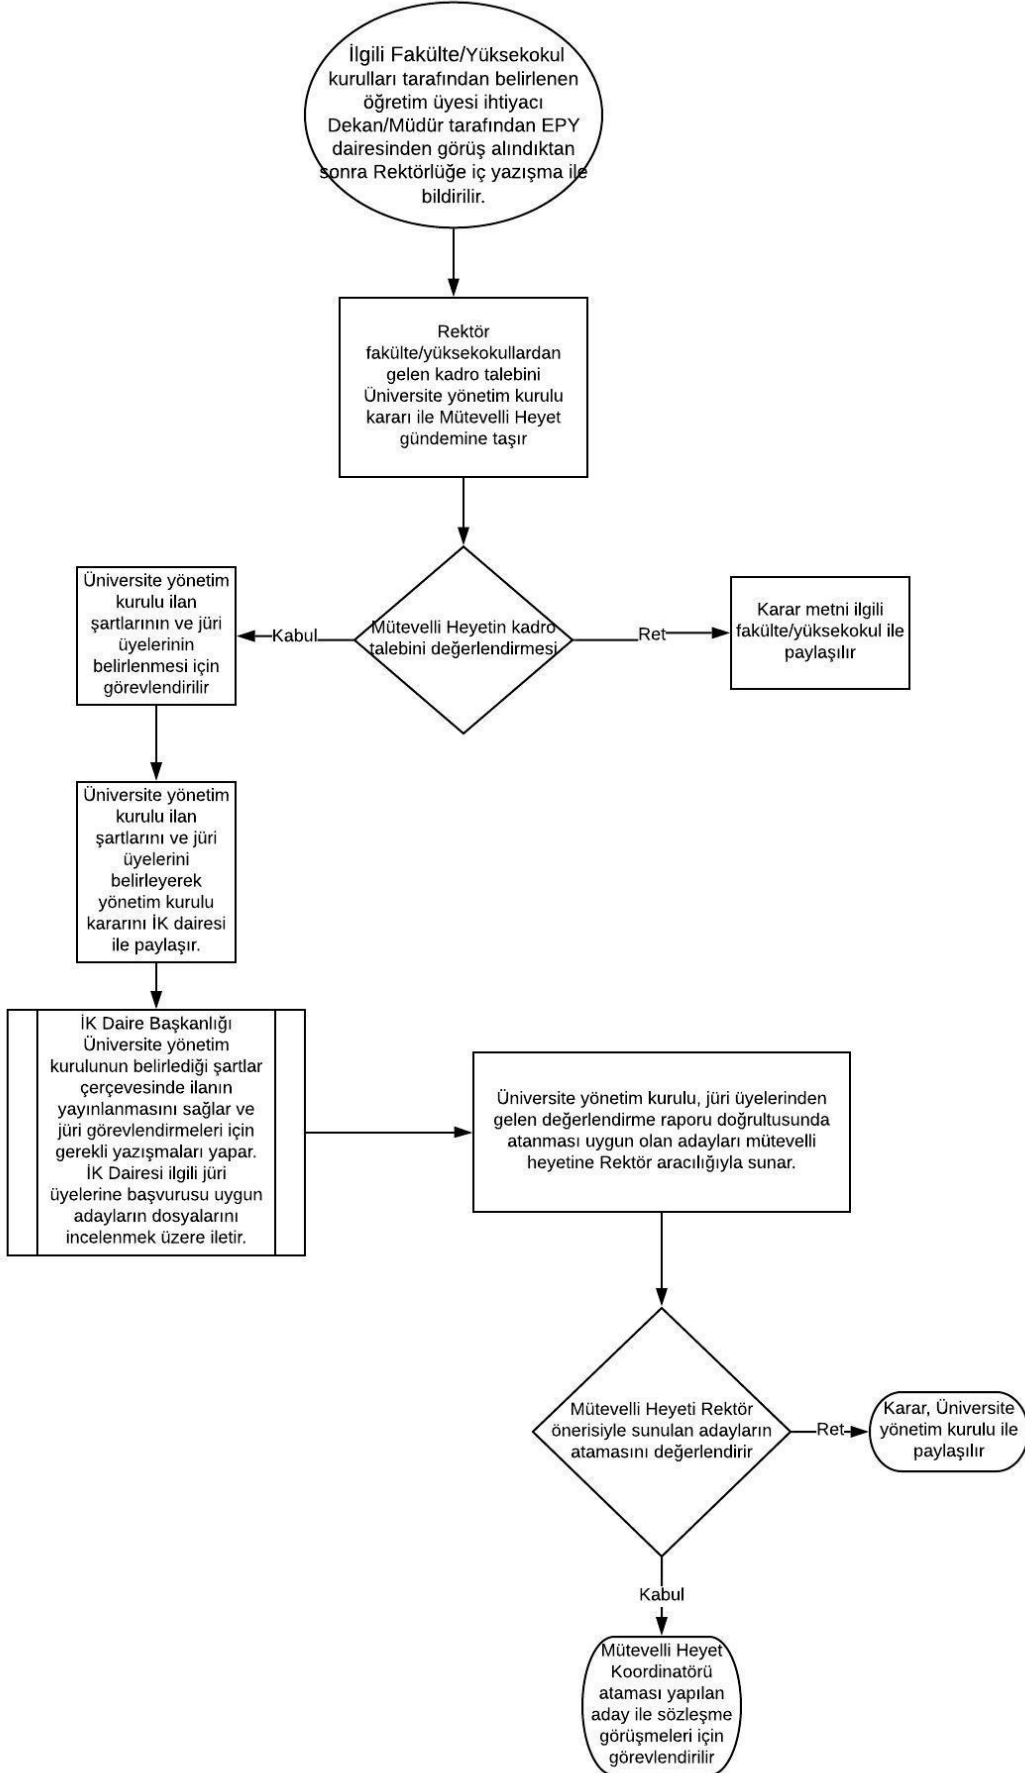 İlgili Fakülte/Yüksekokul
kurulları tarafından belirlenen
öğretim üyesi ihtiyacı
Dekan/Müdür tarafından EPY
dairesinden görüş alındıktan
sonra Rektörlüğe iç yazışma ile
bildirilir.
Rektör
fakülte/yüksekokullardan
gelen kadro talebini
Üniversite yönetim kurulu
kararı ile Mütevelli Heyet
gündemine taşır
Mütevelli Heyetin kadro
talebini değerlendirmesi
Kabul
Ret
Üniversite yönetim
kurulu ilan
şartlarının ve jüri
üyelerinin
belirlenmesi için
görevlendirilir
Karar metni ilgili
fakülte/yüksekokul ile
paylaşılır
Üniversite yönetim
kurulu ilan
şartlarını ve jüri
üyelerini
belirleyerek
yönetim kurulu
kararını İK dairesi
ile paylaşır.
İK Daire Başkanlığı
Üniversite yönetim
kurulunun belirlediği şartlar
çerçevesinde ilanın
yayınlanmasını sağlar ve
jüri görevlendirmeleri için
gerekli yazışmaları yapar.
İK Dairesi ilgili jüri
üyelerine başvurusu uygun
adayların dosyalarını
incelenmek üzere iletir.
Üniversite yönetim kurulu, jüri üyelerinden
gelen değerlendirme raporu doğrultusunda
atanması uygun olan adayları mütevelli
heyetine Rektör aracılığıyla sunar.
Mütevelli Heyeti Rektör
önerisiyle sunulan adayların
atamasını değerlendirir
Ret
Karar, Üniversite
yönetim kurulu ile
paylaşılır
Kabul
Mütevelli Heyet
Koordinatörü
ataması yapılan
aday ile sözleşme
görüşmeleri için
görevlendirilir